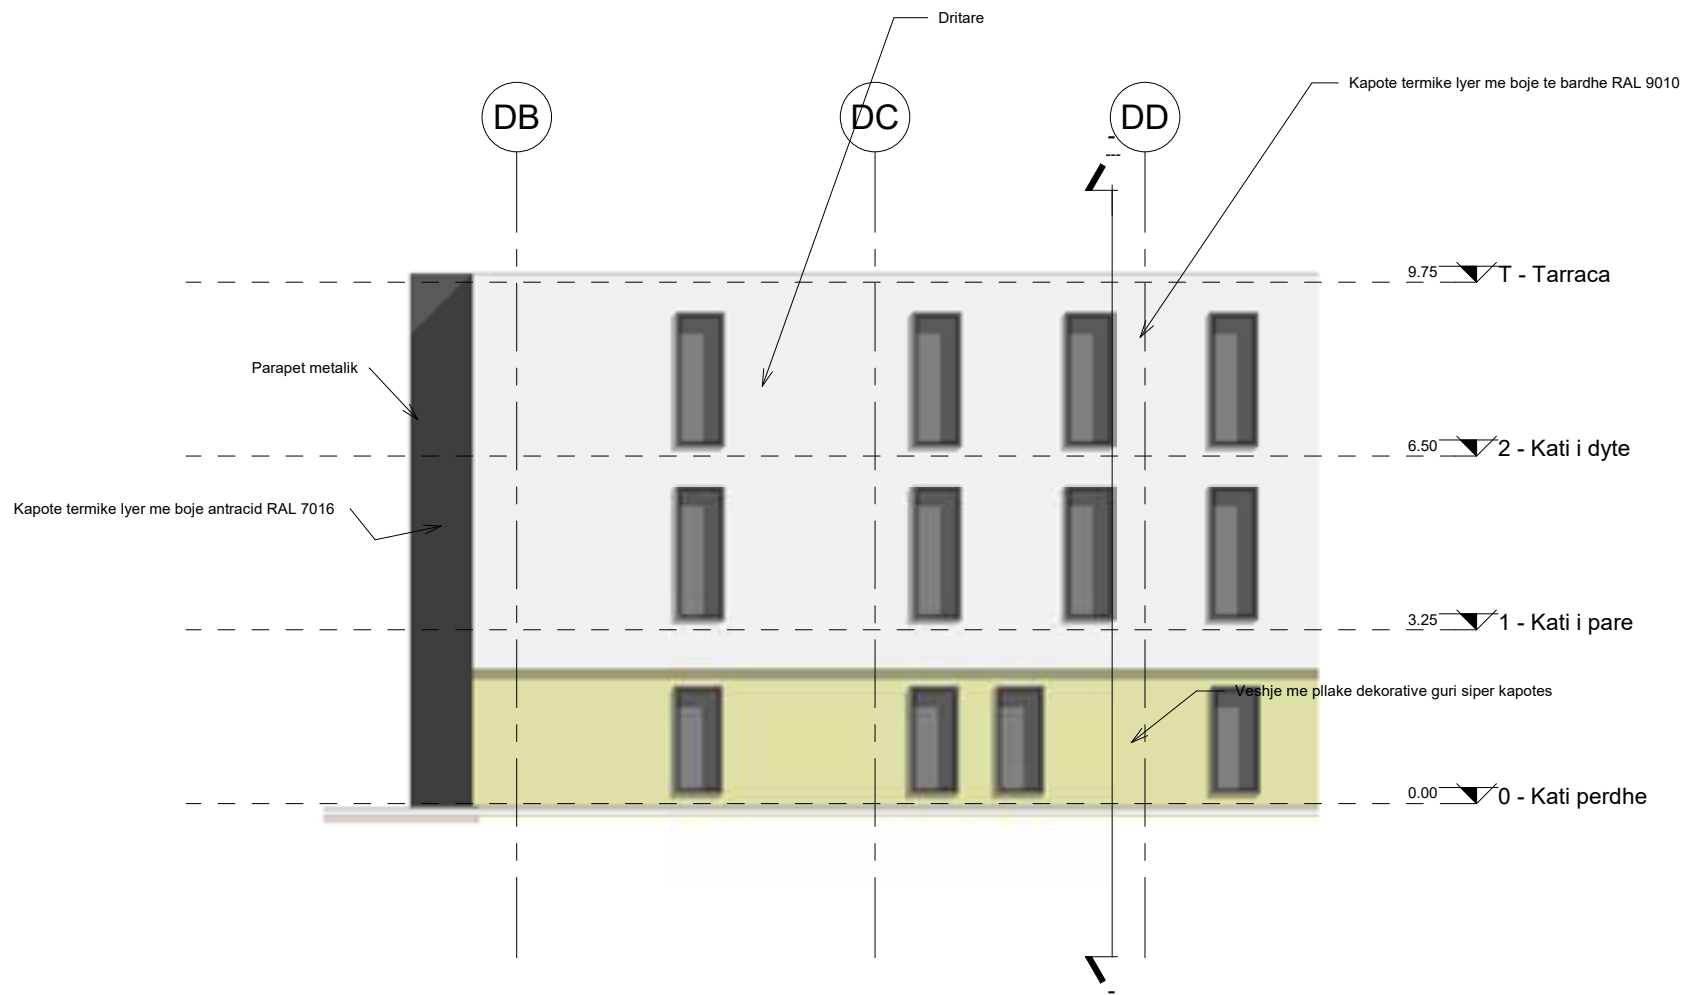 Dritare
Kapote termike lyer me boje te bardhe RAL 9010
DB
DC
DD
-
---
9.75
T - Tarraca
Parapet metalik
6.50
2 - Kati i dyte
Kapote termike lyer me boje antracid RAL 7016
3.25
1 - Kati i pare
Veshje me pllake dekorative guri siper kapotes
0.00
0 - Kati perdhe
-